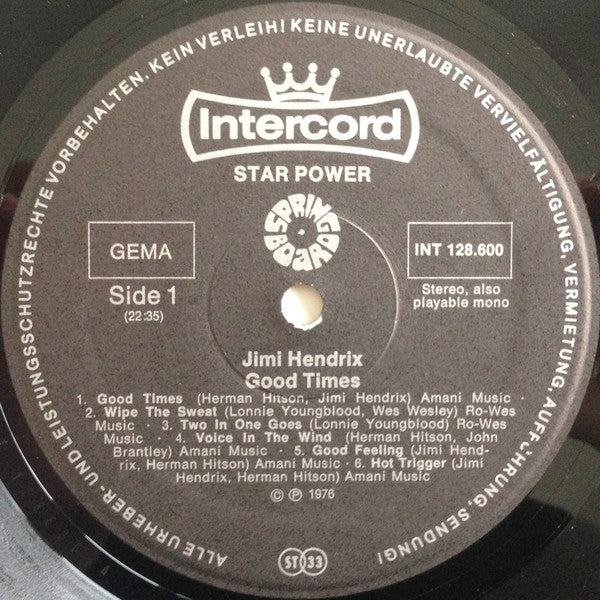 ALLE URHEBER- UND LEISTUNGSSCHUTZRECHTE VORBEHALTEN. KEIN VERLEIH! KEINE UNERLAUBTE VERVIELFÄLTIGUNG, VERMIETUNG, AUFFÜHRUNG, SENDUNG!
Intercord
STAR POWER
SPRING
BOARD
GEMA
INT 128.600
Side 1
(22:35)
Stereo, also
playable mono
Jimi Hendrix
Good Times
1. Good Times (Herman Hitson, Jimi Hendrix) Amani Music ·
2. Wipe The Sweat (Lonnie Youngblood, Wes Wesley) Ro-Wes
Music · 3. Two In One Goes (Lonnie Youngblood) Ro-Wes
Music · 4. Voice In The Wind (Herman Hitson, John
Brantley) Amani Music · 5. Good Feeling (Jimi Hend-
rix, Herman Hitson) Amani Music · 6. Hot Trigger (Jimi
Hendrix, Herman Hitson) Amani Music
© ℗ 1976
ST 33